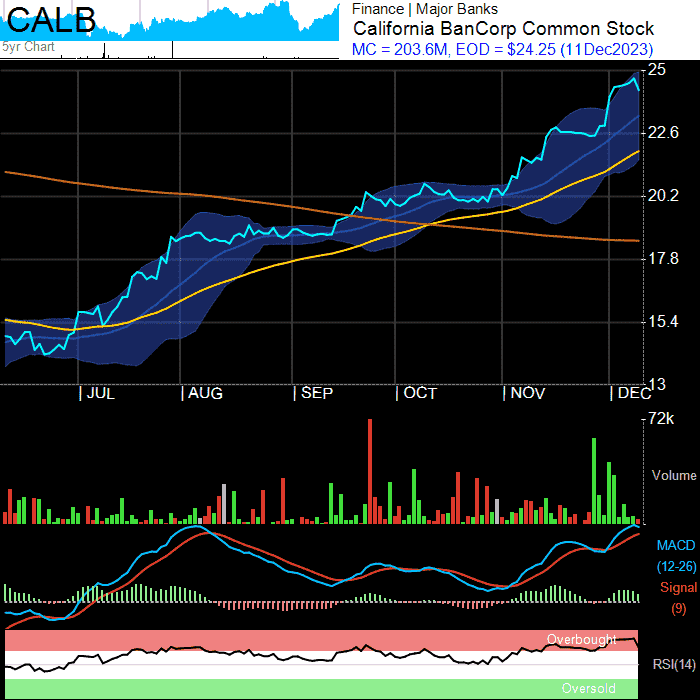 CALB
5yr Chart
Finance | Major Banks
California BanCorp Common Stock
MC = 203.6M, EOD = $24.25 (11Dec2023)
25
22.6
20.2
17.8
15.4
13
JUL AUG SEP OCT NOV DEC
72k
Volume
MACD
(12-26)
Signal
(9)
Overbought
RSI(14)
Oversold